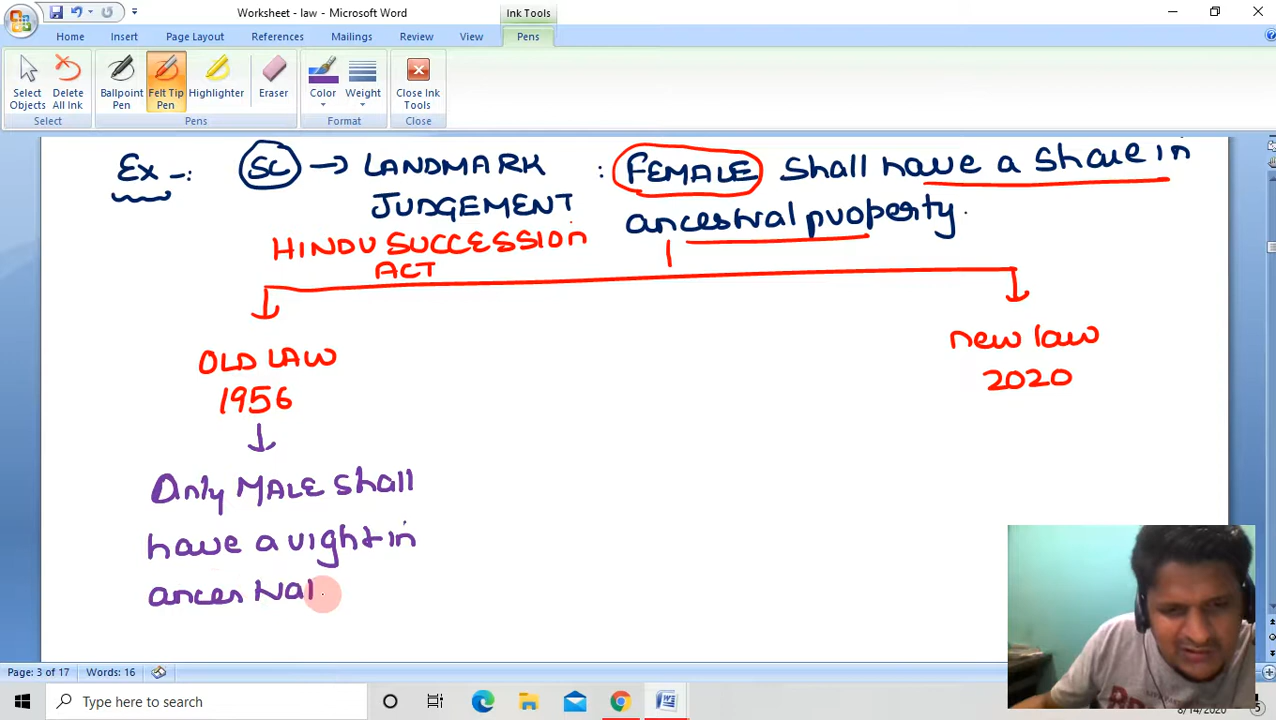 Worksheet - law - Microsoft Word
Ink Tools
Home Insert Page Layout References Mailings Review View Pens
Select Objects
Delete All Ink
Ballpoint Pen
Felt Tip Pen
Highlighter
Eraser
Color
Weight
Close Ink Tools
Select Pens Format Close
Ex -: SC → LANDMARK JUDGEMENT
: FEMALE Shall have a Share in
ancestral property.
HINDU SUCCESSION
ACT
OLD LAW
1956
new law
2020
Only MALE shall
have a right in
ancestral
Page: 3 of 17 Words: 16
Type here to search
8/14/2020